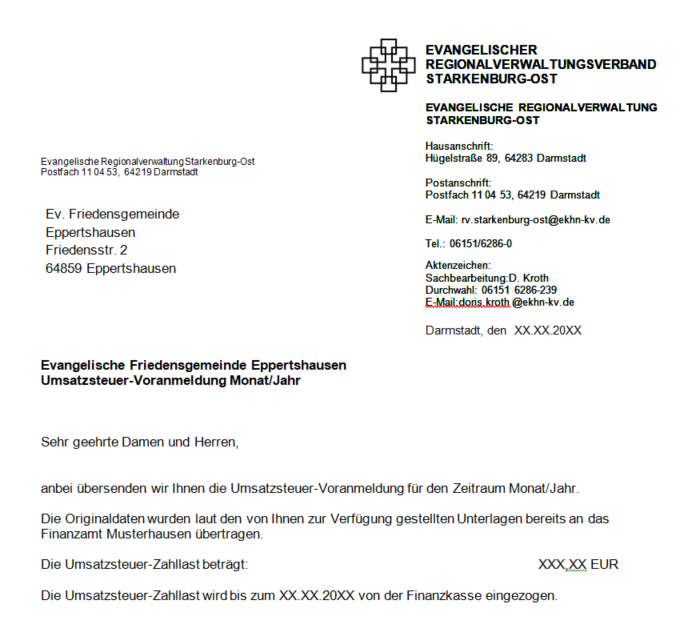 EVANGELISCHER
REGIONALVERWALTUNGSVERBAND
STARKENBURG-OST
EVANGELISCHE REGIONALVERWALTUNG
STARKENBURG-OST
Hausanschrift:
Hügelstraße 89, 64283 Darmstadt
Postanschrift:
Postfach 11 04 53, 64219 Darmstadt
E-Mail: rv.starkenburg-ost@ekhn-kv.de
Tel.: 06151/6286-0
Aktenzeichen:
Sachbearbeitung:D. Kroth
Durchwahl: 06151 6286-239
E-Mail:doris.kroth @ekhn-kv.de
Darmstadt, den XX.XX.20XX
Evangelische Regionalverwaltung Starkenburg-Ost
Postfach 11 04 53, 64219 Darmstadt
Ev. Friedensgemeinde
Eppertshausen
Friedensstr. 2
64859 Eppertshausen
Evangelische Friedensgemeinde Eppertshausen
Umsatzsteuer-Voranmeldung Monat/Jahr
Sehr geehrte Damen und Herren,
anbei übersenden wir Ihnen die Umsatzsteuer-Voranmeldung für den Zeitraum Monat/Jahr.
Die Originaldaten wurden laut den von Ihnen zur Verfügung gestellten Unterlagen bereits an das
Finanzamt Musterhausen übertragen.
Die Umsatzsteuer-Zahllast beträgt: XXX,XX EUR
Die Umsatzsteuer-Zahllast wird bis zum XX.XX.20XX von der Finanzkasse eingezogen.